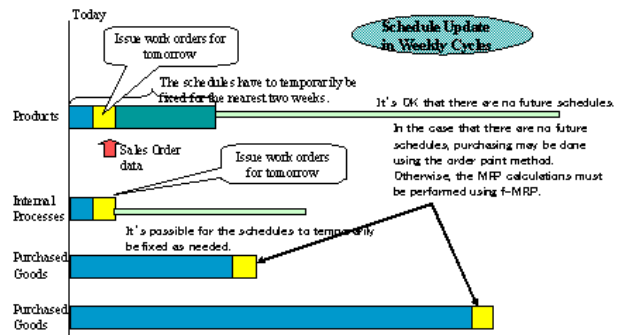 Today
Issue work orders for
tomorrow
Schedule Update
in Weekly Cycles
The schedules have to temporarily be
fixed for the nearest two weeks.
Products
It's OK that there are no future schedules.
In the case that there are no future
schedules, purchasing may be done
using the order point method.
Otherwise, the MRP calculations must
be performed using f-MRP.
Sales Order
data
Issue work orders
for tomorrow
Internal
Processes
It's possible for the schedules to temporarily
be fixed as needed.
Purchased
Goods
Purchased
Goods